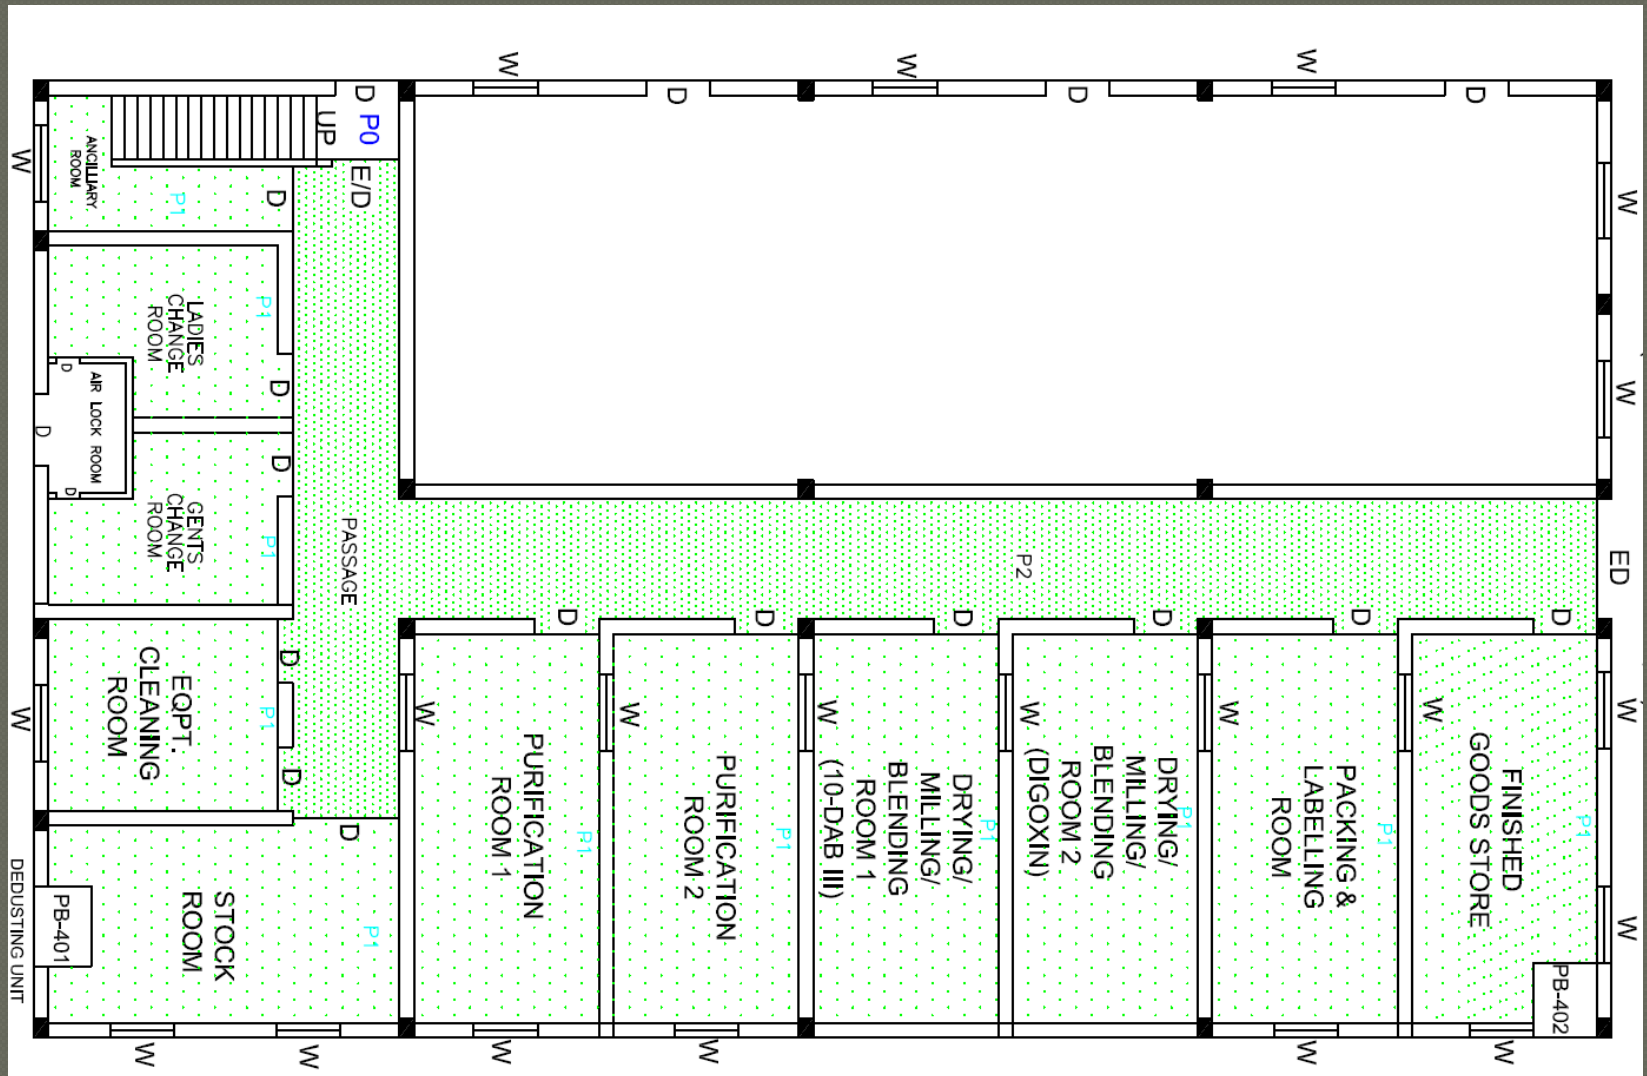 W
W
W
D
P0
UP
E/D
D
D
D
W
ANCILLIARY.
ROOM
P1
D
W
LADIES
CHANGE
ROOM
P1
D
W
D
AIR LOCK ROOM
D
D
D
GENTS
CHANGE
ROOM
P1
PASSAGE
P2
ED
D
D
D
D
D
D
D
EQPT.
CLEANING
ROOM
P1
D
W
W
W
W
W
W
W
W
PURIFICATION
ROOM 1
P1
PURIFICATION
ROOM 2
P1
DRYING/
MILLING/
BLENDING
ROOM 1
(10-DAB III)
P1
DRYING/
MILLING/
BLENDING
ROOM 2
(DIGOXIN)
P1
PACKING &
LABELLING
ROOM
P1
FINISHED
GOODS STORE
P1
D
STOCK
ROOM
P1
PB-401
DEDUSTING UNIT
W
PB-402
W
W
W
W
W
W